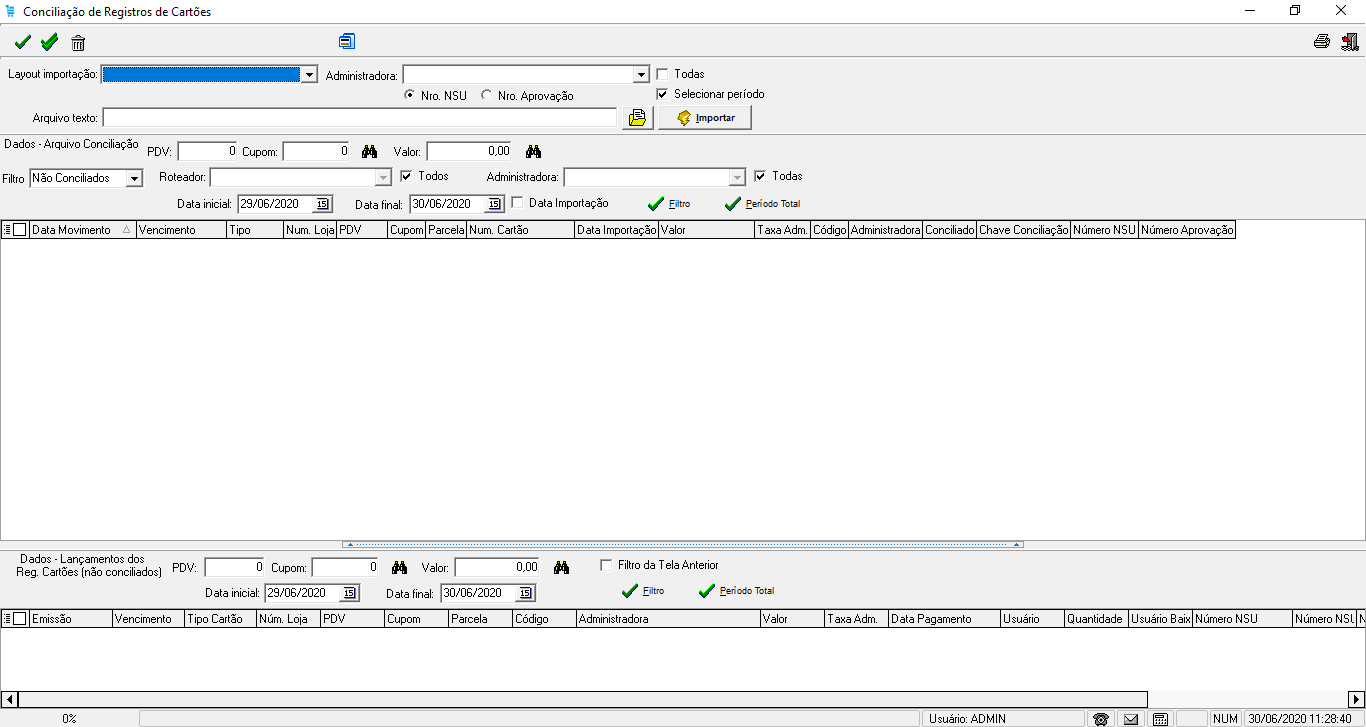 Conciliação de Registros de Cartões
Layout importação: Administradora: Todas
Nro. NSU Nro. Aprovação Selecionar período
Arquivo texto: Importar
Dados - Arquivo Conciliação PDV: 0 Cupom: 0 Valor: 0,00
Filtro Não Conciliados Roteador: Todos Administradora: Todas
Data inicial: 29/06/2020 15 Data final: 30/06/2020 15 Data Importação Filtro Período Total
Data Movimento Vencimento Tipo Num. Loja PDV Cupom Parcela Num. Cartão Data Importação Valor Taxa Adm. Código Administradora Conciliado Chave Conciliação Número NSU Número Aprovação
Dados - Lançamentos dos
Reg. Cartões (não conciliados) PDV: 0 Cupom: 0 Valor: 0,00 Filtro da Tela Anterior
Data inicial: 29/06/2020 15 Data final: 30/06/2020 15 Filtro Período Total
Emissão Vencimento Tipo Cartão Núm. Loja PDV Cupom Parcela Código Administradora Valor Taxa Adm. Data Pagamento Usuário Quantidade Usuário Baix Número NSU Número NSU N
0% Usuário: ADMIN NUM 30/06/2020 11:28:40